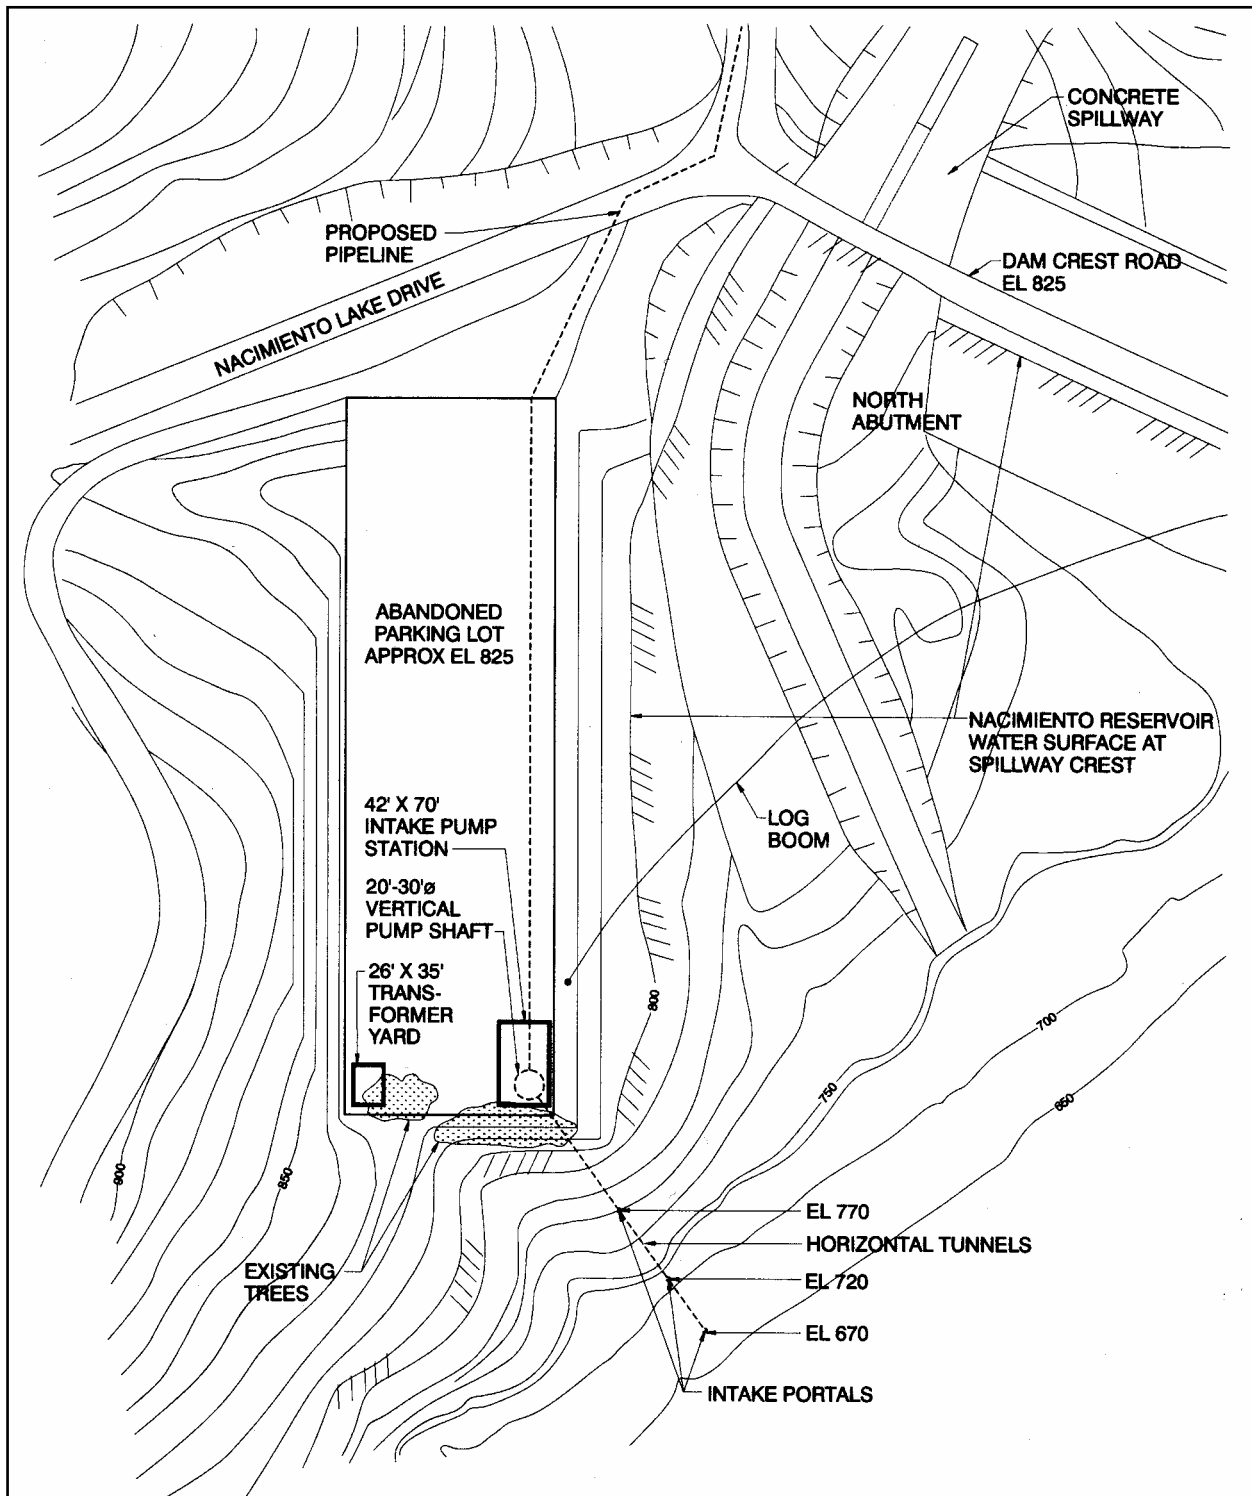 CONCRETE
SPILLWAY
PROPOSED
PIPELINE
DAM CREST ROAD
EL 825
NACIMIENTO LAKE DRIVE
NORTH
ABUTMENT
ABANDONED
PARKING LOT
APPROX EL 825
NACIMIENTO RESERVOIR
WATER SURFACE AT
SPILLWAY CREST
42' X 70'
INTAKE PUMP
STATION
LOG
BOOM
20'-30'ø
VERTICAL
PUMP SHAFT
26' X 35'
TRANS-
FORMER
YARD
800
700
750
650
900
850
EL 770
HORIZONTAL TUNNELS
EXISTING
TREES
EL 720
EL 670
INTAKE PORTALS